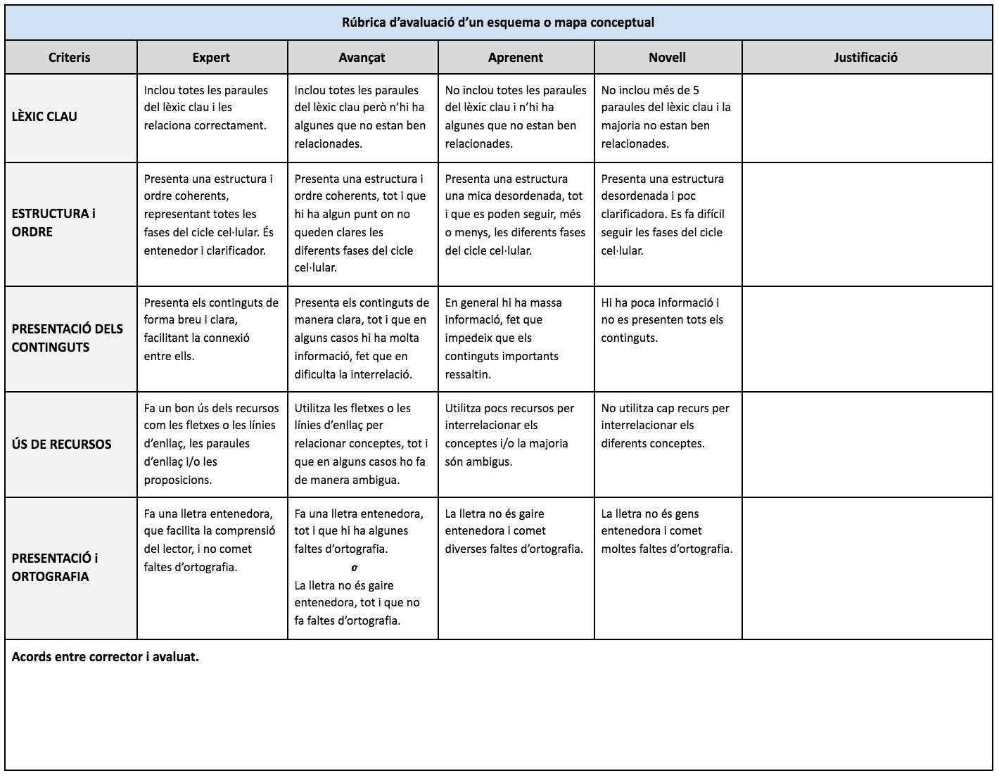 Rúbrica d’avaluació d’un esquema o mapa conceptual
Criteris
Expert
Avançat
Aprenent
Novell
Justificació
LÈXIC CLAU
Inclou totes les paraules
del lèxic clau i les
relaciona correctament.
Inclou totes les paraules
del lèxic clau però n’hi ha
algunes que no estan ben
relacionades.
No inclou totes les paraules
del lèxic clau i n’hi ha
algunes que no estan ben
relacionades.
No inclou més de 5
paraules del lèxic clau i la
majoria no estan ben
relacionades.
ESTRUCTURA i
ORDRE
Presenta una estructura i
ordre coherents,
representant totes les
fases del cicle cel·lular. És
entenedor i clarificador.
Presenta una estructura i
ordre coherents, tot i que
hi ha algun punt on no
queden clares les
diferents fases del cicle
cel·lular.
Presenta una estructura
una mica desordenada, tot
i que es poden seguir, més
o menys, les diferents fases
del cicle cel·lular.
Presenta una estructura
desordenada i poc
clarificadora. Es fa difícil
seguir les fases del cicle
cel·lular.
PRESENTACIÓ DELS
CONTINGUTS
Presenta els continguts de
forma breu i clara,
facilitant la connexió
entre ells.
Presenta els continguts de
manera clara, tot i que en
alguns casos hi ha molta
informació, fet que en
dificulta la interrelació.
En general hi ha massa
informació, fet que
impedeix que els
continguts importants
ressaltin.
Hi ha poca informació i
no es presenten tots els
continguts.
ÚS DE RECURSOS
Fa un bon ús dels recursos
com les fletxes o les línies
d’enllaç, les paraules
d’enllaç i/o les
proposicions.
Utilitza les fletxes o les
línies d’enllaç per
relacionar conceptes, tot i
que en alguns casos ho fa
de manera ambigua.
Utilitza pocs recursos per
interrelacionar els
conceptes i/o la majoria
són ambigus.
No utilitza cap recurs per
interrelacionar els
diferents conceptes.
PRESENTACIÓ i
ORTOGRAFIA
Fa una lletra entenedora,
que facilita la comprensió
del lector, i no comet
faltes d’ortografia.
Fa una lletra entenedora,
tot i que hi ha algunes
faltes d’ortografia.
o
La lletra no és gaire
entenedora, tot i que no
fa faltes d’ortografia.
La lletra no és gaire
entenedora i comet
diverses faltes d’ortografia.
La lletra no és gens
entenedora i comet
moltes faltes d’ortografia.
Acords entre corrector i avaluat.